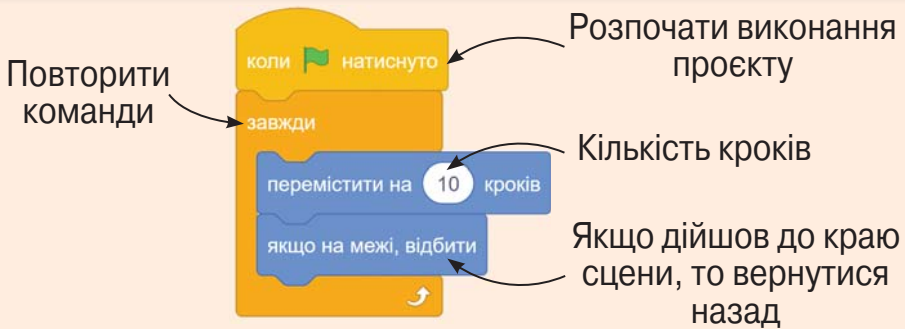 Розпочати виконання
проєкту
Повторити
команди
коли натиснуто
завжди
перемістити на 10 кроків
якщо на межі, відбити
Кількість кроків
Якщо дійшов до краю
сцени, то вернутися
назад